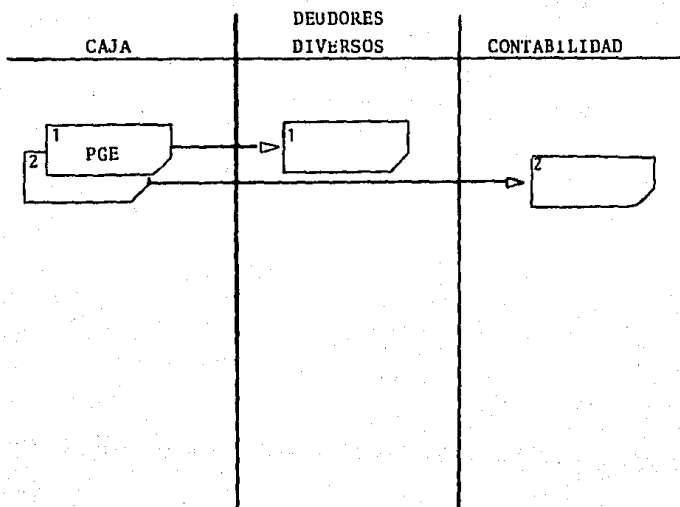 DEUDORES
CAJA DIVERSOS CONTABILIDAD
1 1
PGE
2 2